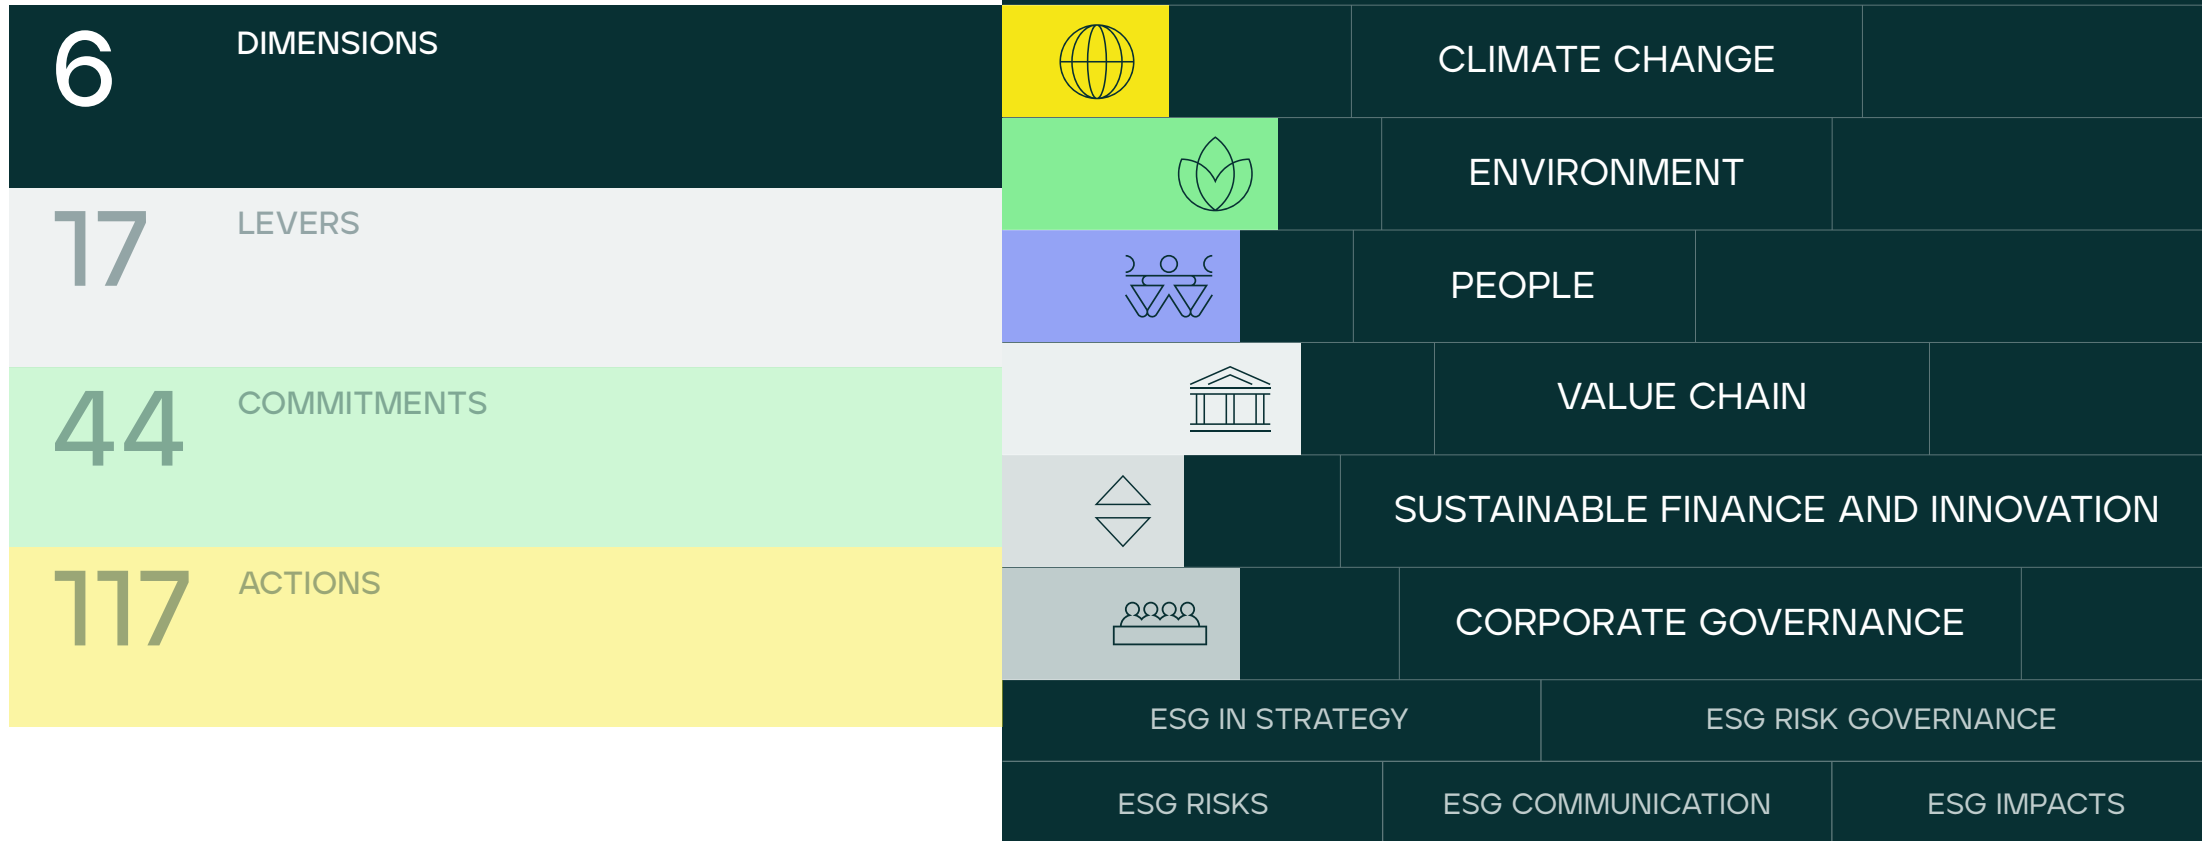 6 DIMENSIONS
17 LEVERS
44 COMMITMENTS
117 ACTIONS
CLIMATE CHANGE
ENVIRONMENT
PEOPLE
VALUE CHAIN
SUSTAINABLE FINANCE AND INNOVATION
CORPORATE GOVERNANCE
ESG IN STRATEGY
ESG RISK GOVERNANCE
ESG RISKS
ESG COMMUNICATION
ESG IMPACTS